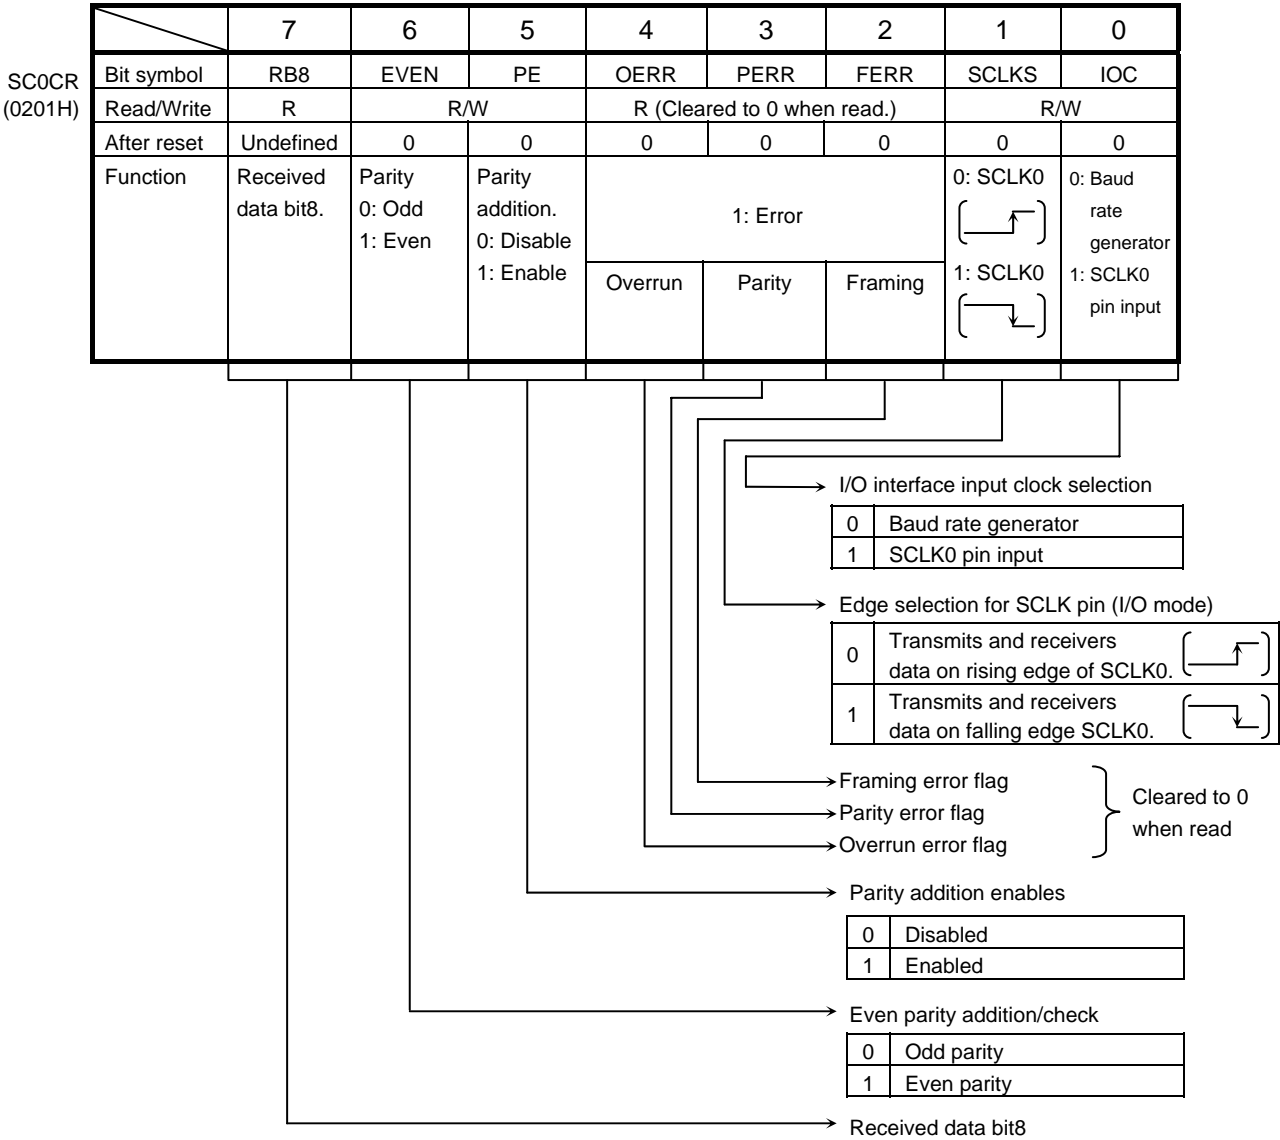 7 6 5 4 3 2 1 0
SC0CR
(0201H)
Bit symbol RB8 EVEN PE OERR PERR FERR SCLKS IOC
Read/Write R R/W R (Cleared to 0 when read.) R/W
After reset Undefined 0 0 0 0 0 0 0
Function
Received
data bit8.
Parity
0: Odd
1: Even
Parity
addition.
0: Disable
1: Enable
1: Error
Overrun
Parity
Framing
0: SCLK0
1: SCLK0
0: Baud
rate
generator
1: SCLK0
pin input
I/O interface input clock selection
0 Baud rate generator
1 SCLK0 pin input
Edge selection for SCLK pin (I/O mode)
0 Transmits and receivers
data on rising edge of SCLK0.
1 Transmits and receivers
data on falling edge SCLK0.
Framing error flag
Parity error flag
Overrun error flag
Cleared to 0
when read
Parity addition enables
0 Disabled
1 Enabled
Even parity addition/check
0 Odd parity
1 Even parity
Received data bit8